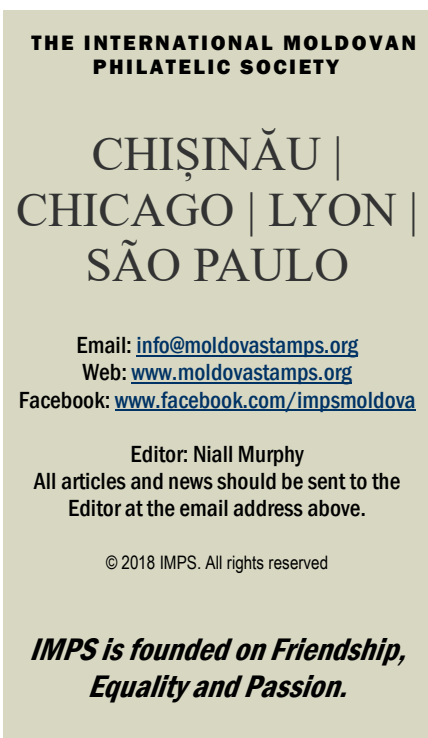 THE INTERNATIONAL MOLDOVAN
PHILATELIC SOCIETY
CHIȘINĂU |
CHICAGO | LYON |
SÃO PAULO
Email: info@moldovastamps.org
Web: www.moldovastamps.org
Facebook: www.facebook.com/impsmoldova
Editor: Niall Murphy
All articles and news should be sent to the
Editor at the email address above.
© 2018 IMPS. All rights reserved
IMPS is founded on Friendship,
Equality and Passion.